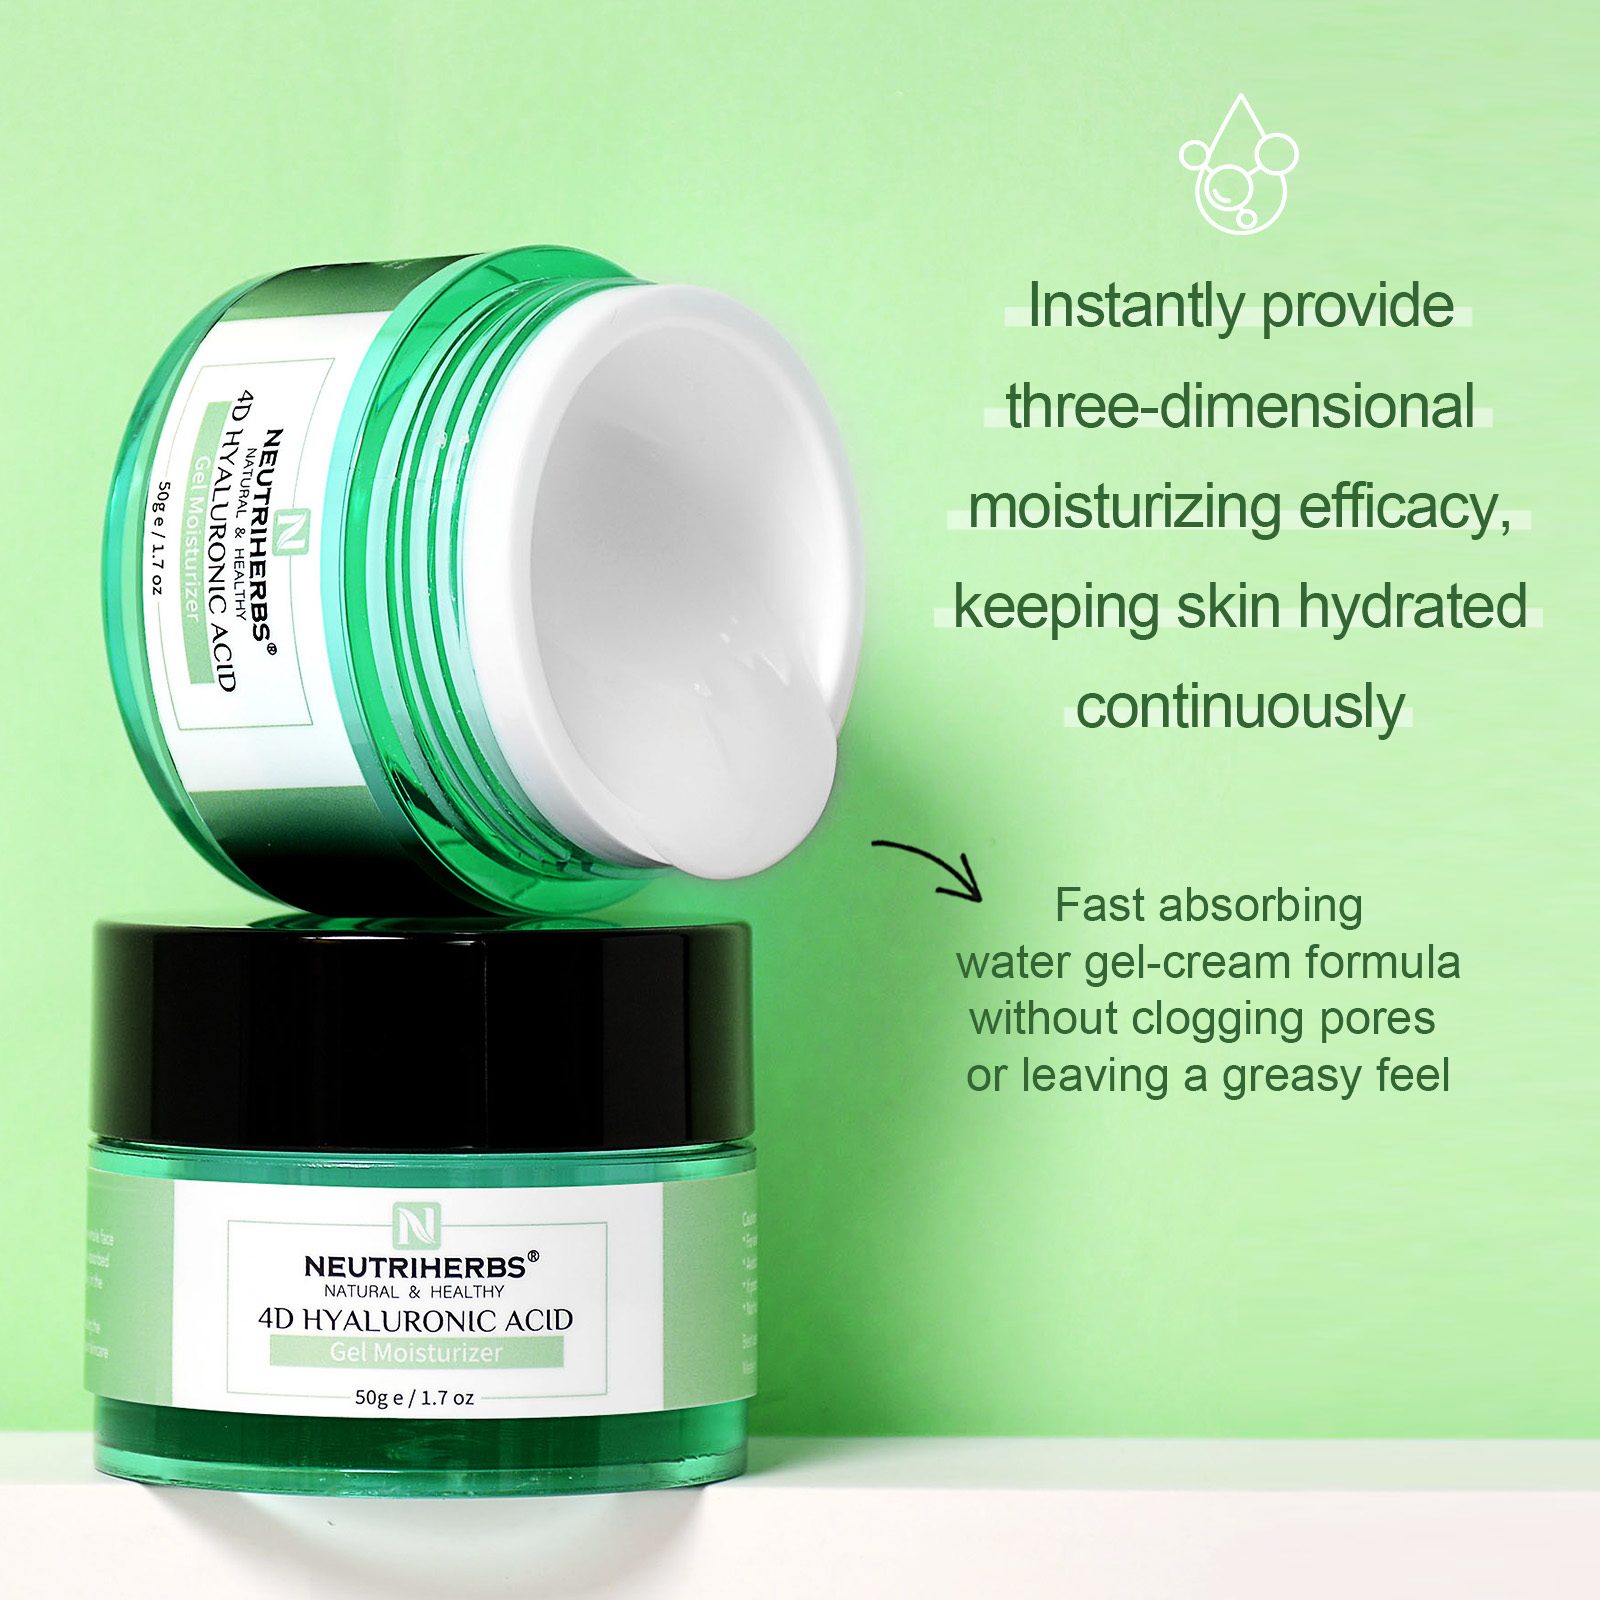 Instantly provide
three-dimensional
moisturizing efficacy,
keeping skin hydrated
continuously
Fast absorbing
water gel-cream formula
without clogging pores
or leaving a greasy feel
N
NEUTRIHERBS®
NATURAL & HEALTHY
4D HYALURONIC ACID
Gel Moisturizer
50g e / 1.7 oz
N
NEUTRIHERBS®
NATURAL & HEALTHY
4D HYALURONIC ACID
Gel Moisturizer
50g e / 1.7 oz